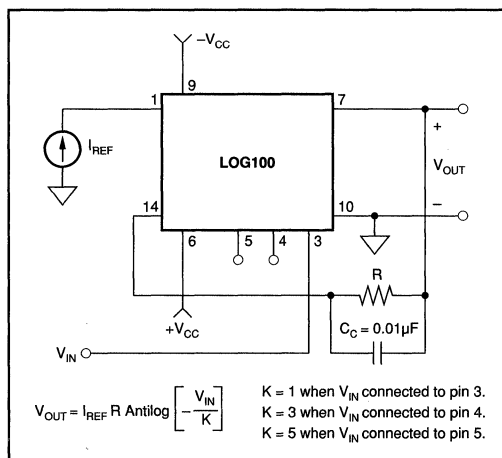 −V_CC
9
1
7
I_REF
LOG100
+
V_OUT
−
14
10
6
5
4
3
+V_CC
R
C_C = 0.01µF
V_IN
V_OUT = I_REF R Antilog [ − V_IN / K ]
K = 1 when V_IN connected to pin 3.
K = 3 when V_IN connected to pin 4.
K = 5 when V_IN connected to pin 5.